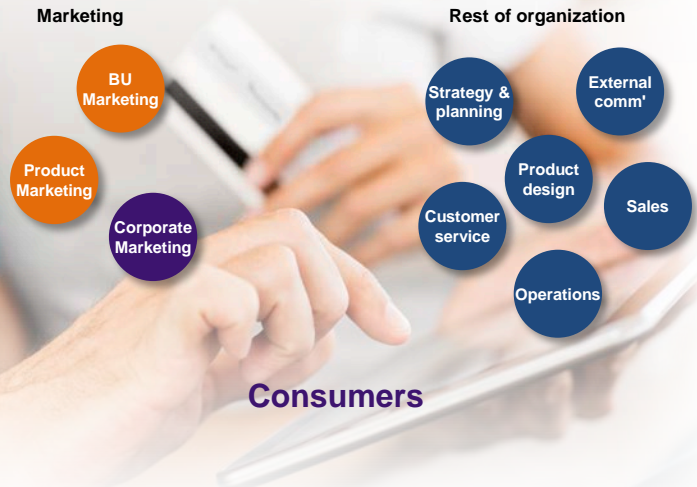 Marketing
Rest of organization
BU
Marketing
Product
Marketing
Corporate
Marketing
Strategy &
planning
External
comm'
Product
design
Customer
service
Sales
Operations
Consumers